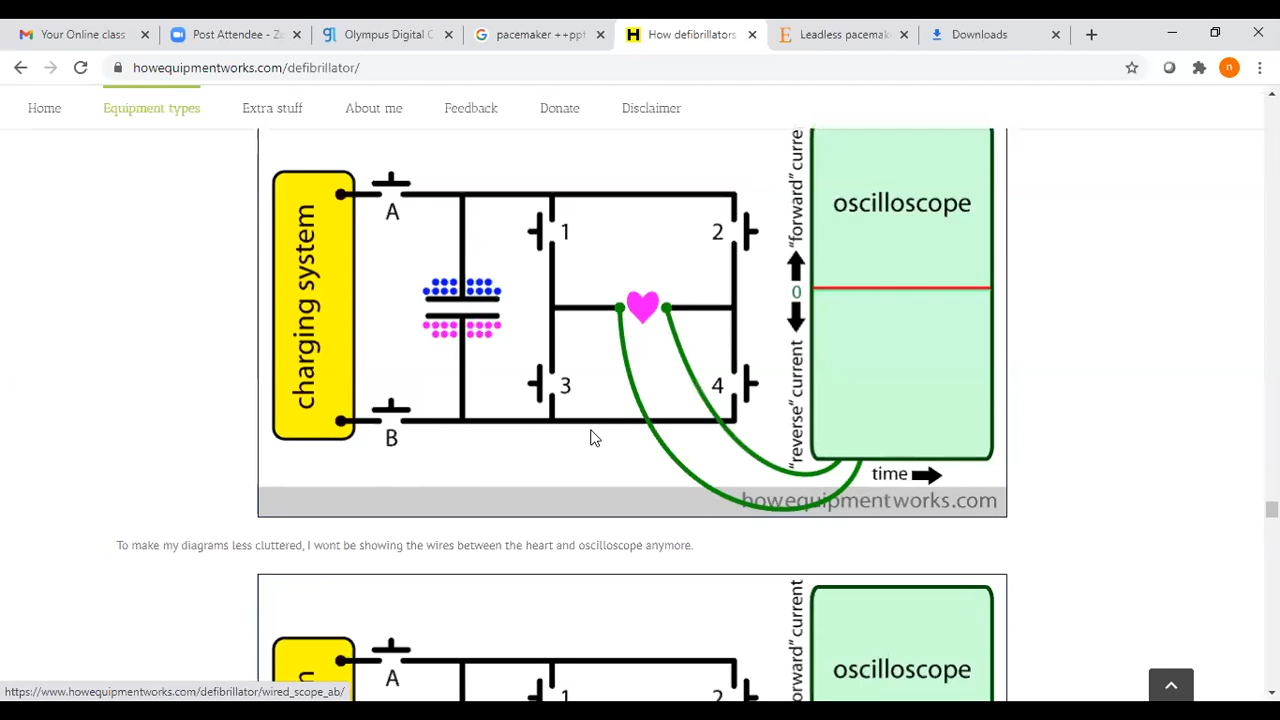 Your Online class
Post Attendee - Z
Olympus Digital C
pacemaker ++ppt
How defibrillators
Leadless pacemak
Downloads
howequipmentworks.com/defibrillator/
n
Home
Equipment types
Extra stuff
About me
Feedback
Donate
Disclaimer
charging system
A
B
1
2
3
4
"forward" curre
0
"reverse" current
oscilloscope
time
howequipmentworks.com
To make my diagrams less cluttered, I wont be showing the wires between the heart and oscilloscope anymore.
A
1
2
orward" current
oscilloscope
https://www.howequipmentworks.com/defibrillator/wired_scope_ab/